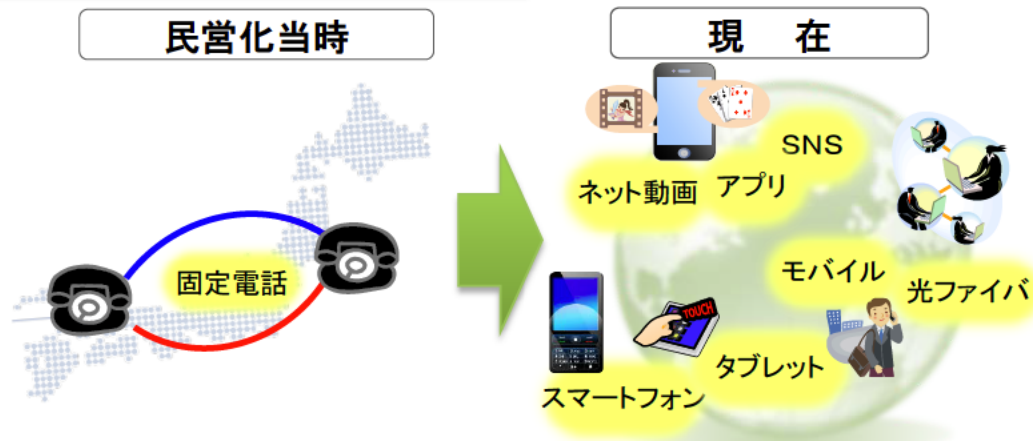 民営化当時
固定電話
現　在
SNS
ネット動画
アプリ
モバイル
光ファイバ
TOUCH
タブレット
スマートフォン